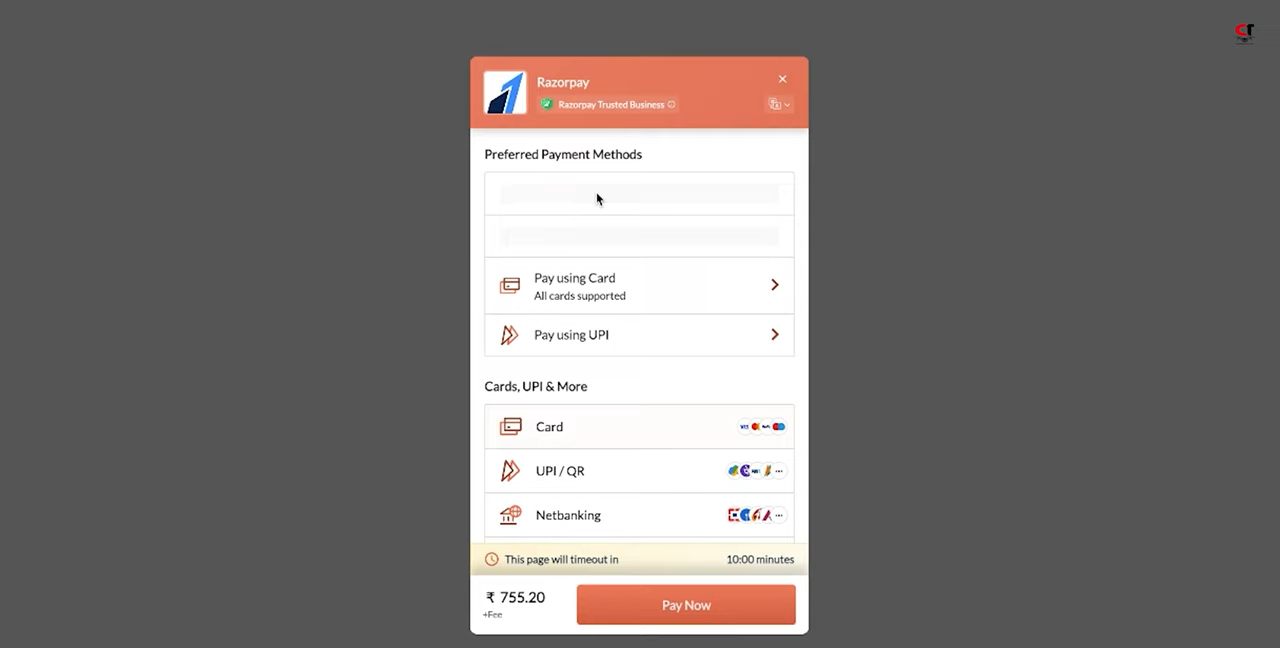 Razorpay
Razorpay Trusted Business
Preferred Payment Methods
Pay using Card
All cards supported
Pay using UPI
Cards, UPI & More
Card
UPI / QR
Netbanking
This page will timeout in 10:00 minutes
₹ 755.20
+Fee
Pay Now